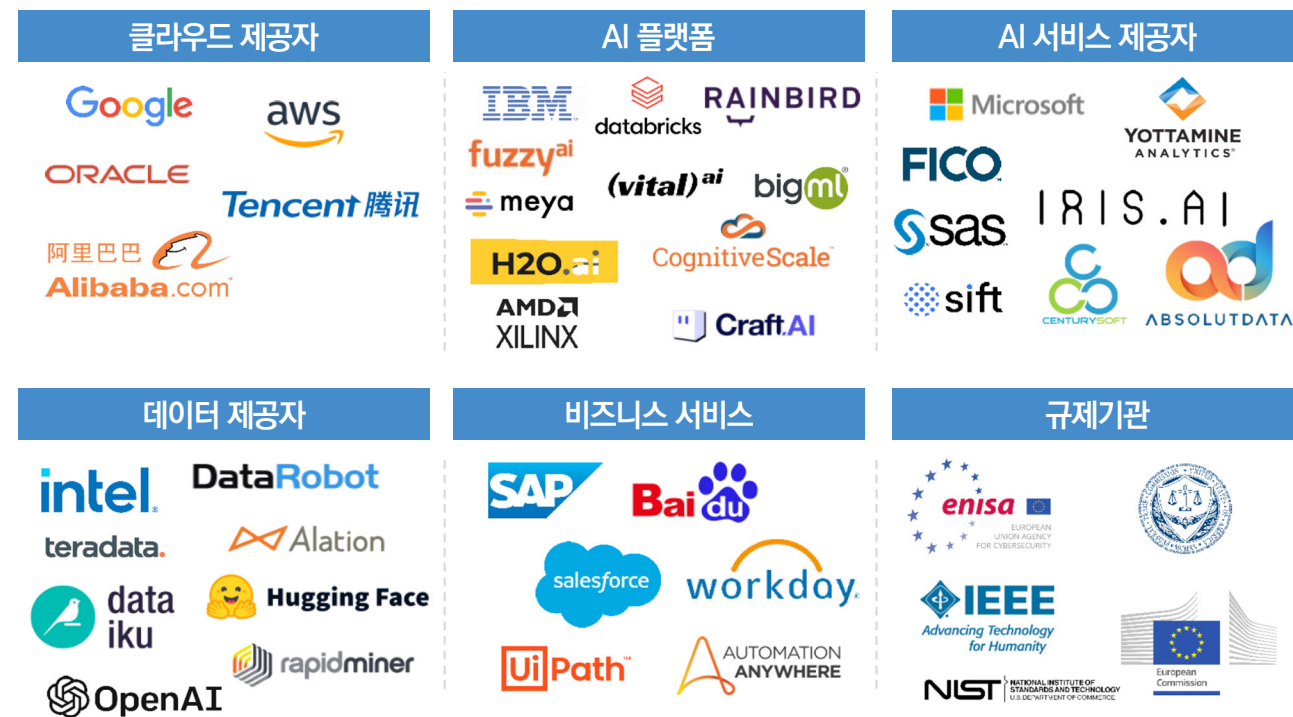 클라우드 제공자
Google
aws
ORACLE
Tencent 腾讯
阿里巴巴
Alibaba.com
AI 플랫폼
IBM
databricks
RAINBIRD
fuzzy ai
meya
(vital) ai
bigml
H2O.ai
CognitiveScale
AMD
XILINX
Craft.AI
AI 서비스 제공자
Microsoft
YOTTAMINE
ANALYTICS
FICO
IRIS.AI
sas
sift
CENTURYSOFT
ABSOLUTDATA
데이터 제공자
intel
DataRobot
teradata.
Alation
data
iku
Hugging Face
rapidminer
OpenAI
비즈니스 서비스
SAP
Baidu
salesforce
workday
UiPath
AUTOMATION
ANYWHERE
규제기관
enisa
EUROPEAN
UNION AGENCY
FOR CYBERSECURITY
IEEE
Advancing Technology
for Humanity
European
Commission
NIST
NATIONAL INSTITUTE OF
STANDARDS AND TECHNOLOGY
U.S. DEPARTMENT OF COMMERCE